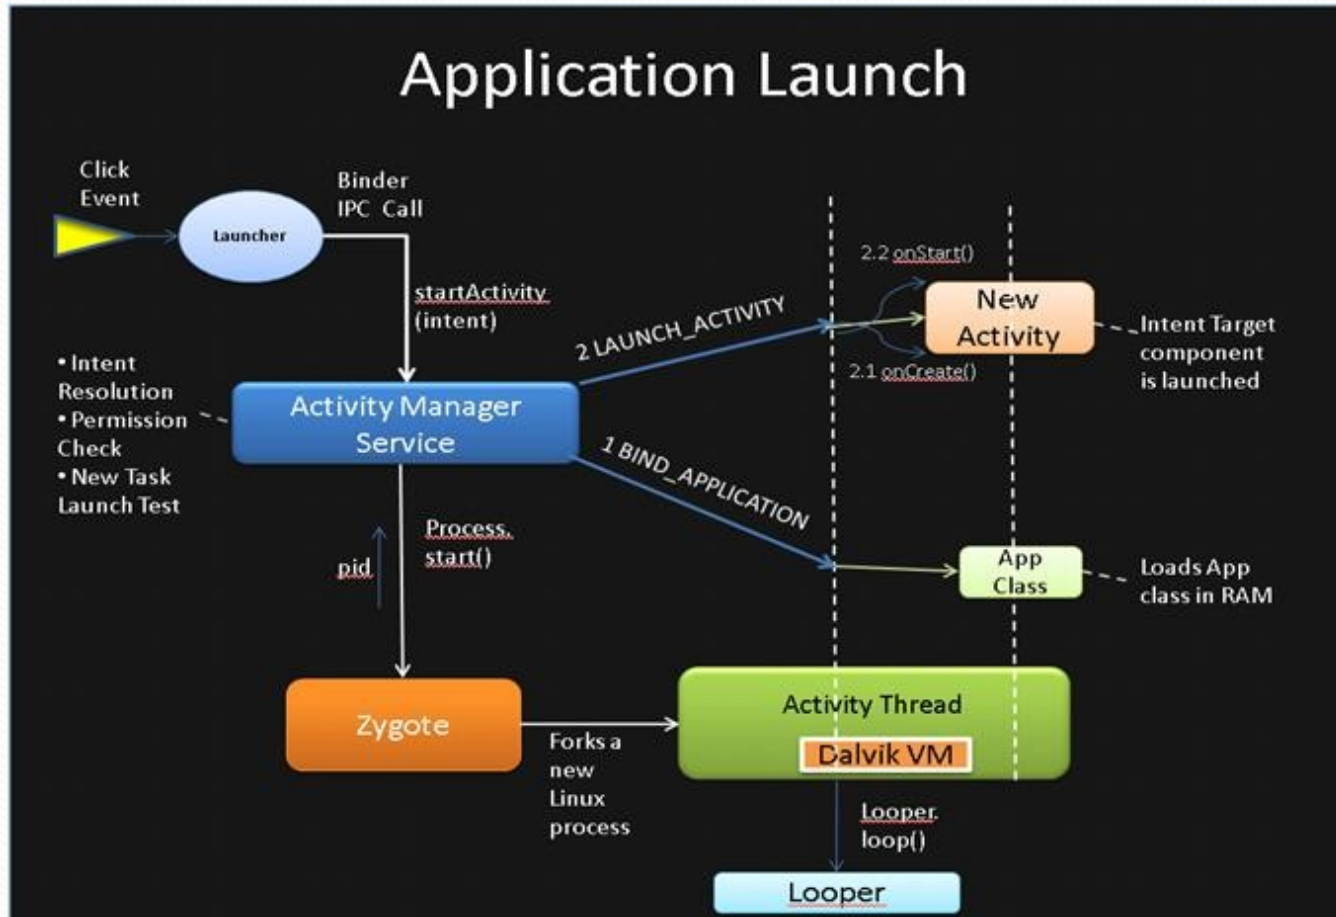 Application Launch
Click
Event
Launcher
Binder
IPC Call
startActivity
(intent)
• Intent
Resolution
• Permission
Check
• New Task
Launch Test
Activity Manager
Service
2 LAUNCH_ACTIVITY
2.2 onStart()
2.1 onCreate()
New
Activity
Intent Target
component
is launched
1 BIND_APPLICATION
App
Class
Loads App
class in RAM
pid
Process.
start()
Zygote
Forks a
new
Linux
process
Activity Thread
Dalvik VM
Looper.
loop()
Looper